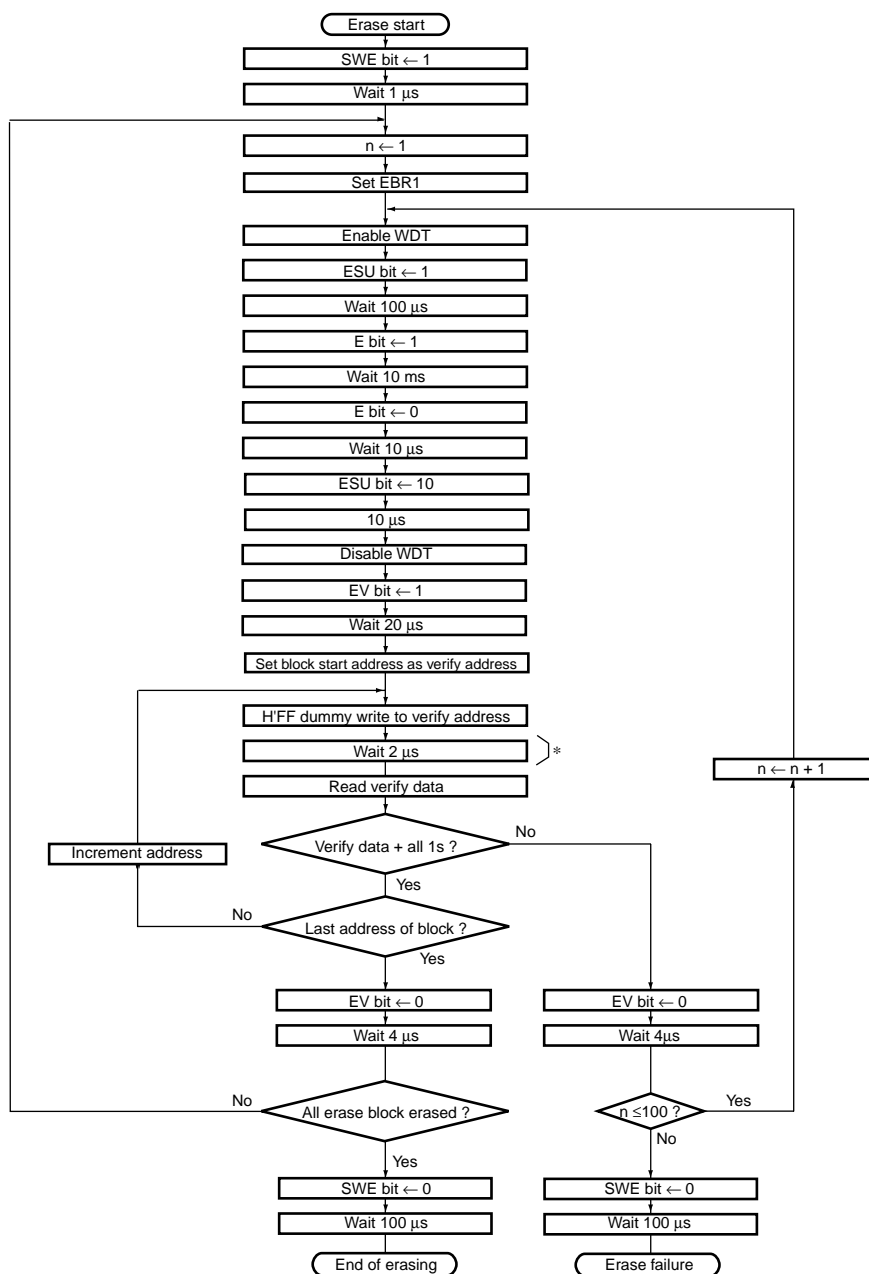 Erase start
SWE bit ← 1
Wait 1 μs
n ← 1
Set EBR1
Enable WDT
ESU bit ← 1
Wait 100 μs
E bit ← 1
Wait 10 ms
E bit ← 0
Wait 10 μs
ESU bit ← 10
10 μs
Disable WDT
EV bit ← 1
Wait 20 μs
Set block start address as verify address
H'FF dummy write to verify address
Wait 2 μs
*
n ← n + 1
Read verify data
No
Verify data + all 1s ?
Increment address
Yes
No
Last address of block ?
Yes
EV bit ← 0
EV bit ← 0
Wait 4 μs
Wait 4μs
No
All erase block erased ?
n ≤100 ?
Yes
No
Yes
SWE bit ← 0
SWE bit ← 0
Wait 100 μs
Wait 100 μs
End of erasing
Erase failure